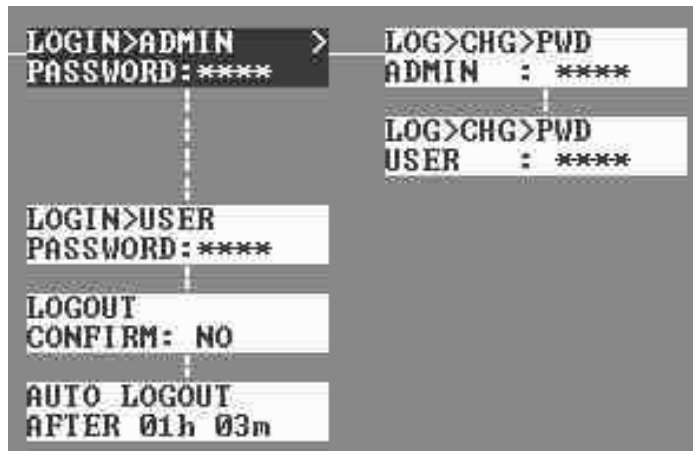 LOGIN>ADMIN >
PASSWORD:****
LOG>CHG>PWD
ADMIN : ****
LOG>CHG>PWD
USER : ****
LOGIN>USER
PASSWORD:****
LOGOUT
CONFIRM: NO
AUTO LOGOUT
AFTER 01h 03m